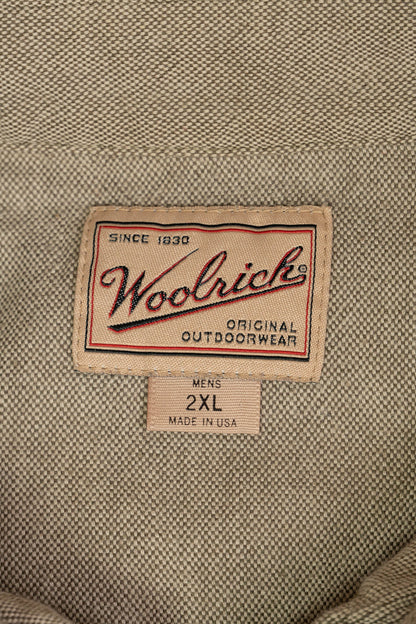 SINCE 1830
Woolrich®
ORIGINAL
OUTDOORWEAR
MENS
2XL
MADE IN USA